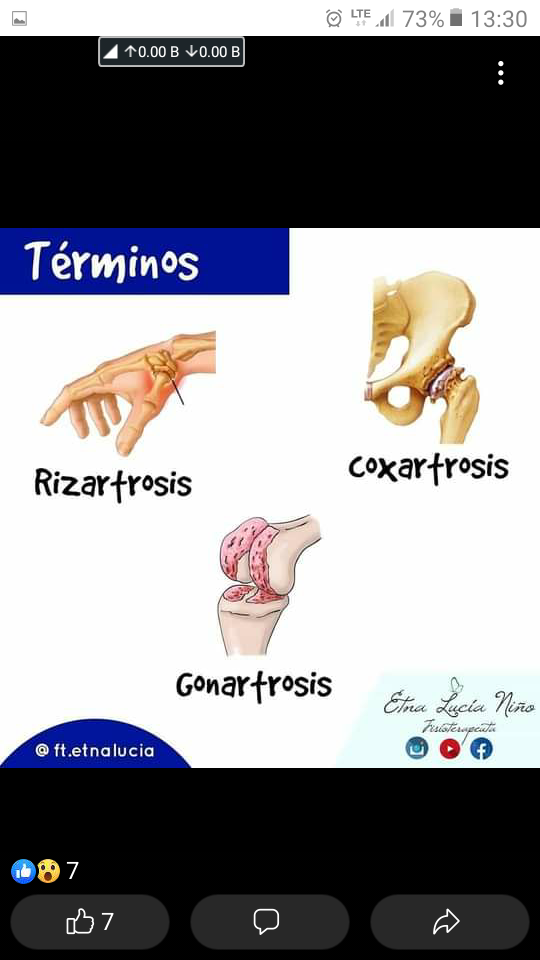 LTE 73% 13:30
↑0.00 B ↓0.00 B
Términos
Rizartrosis
Coxartrosis
Gonartrosis
Etna Lucía Niño
Fisioterapeuta
@ ft.etnalucia
7
7